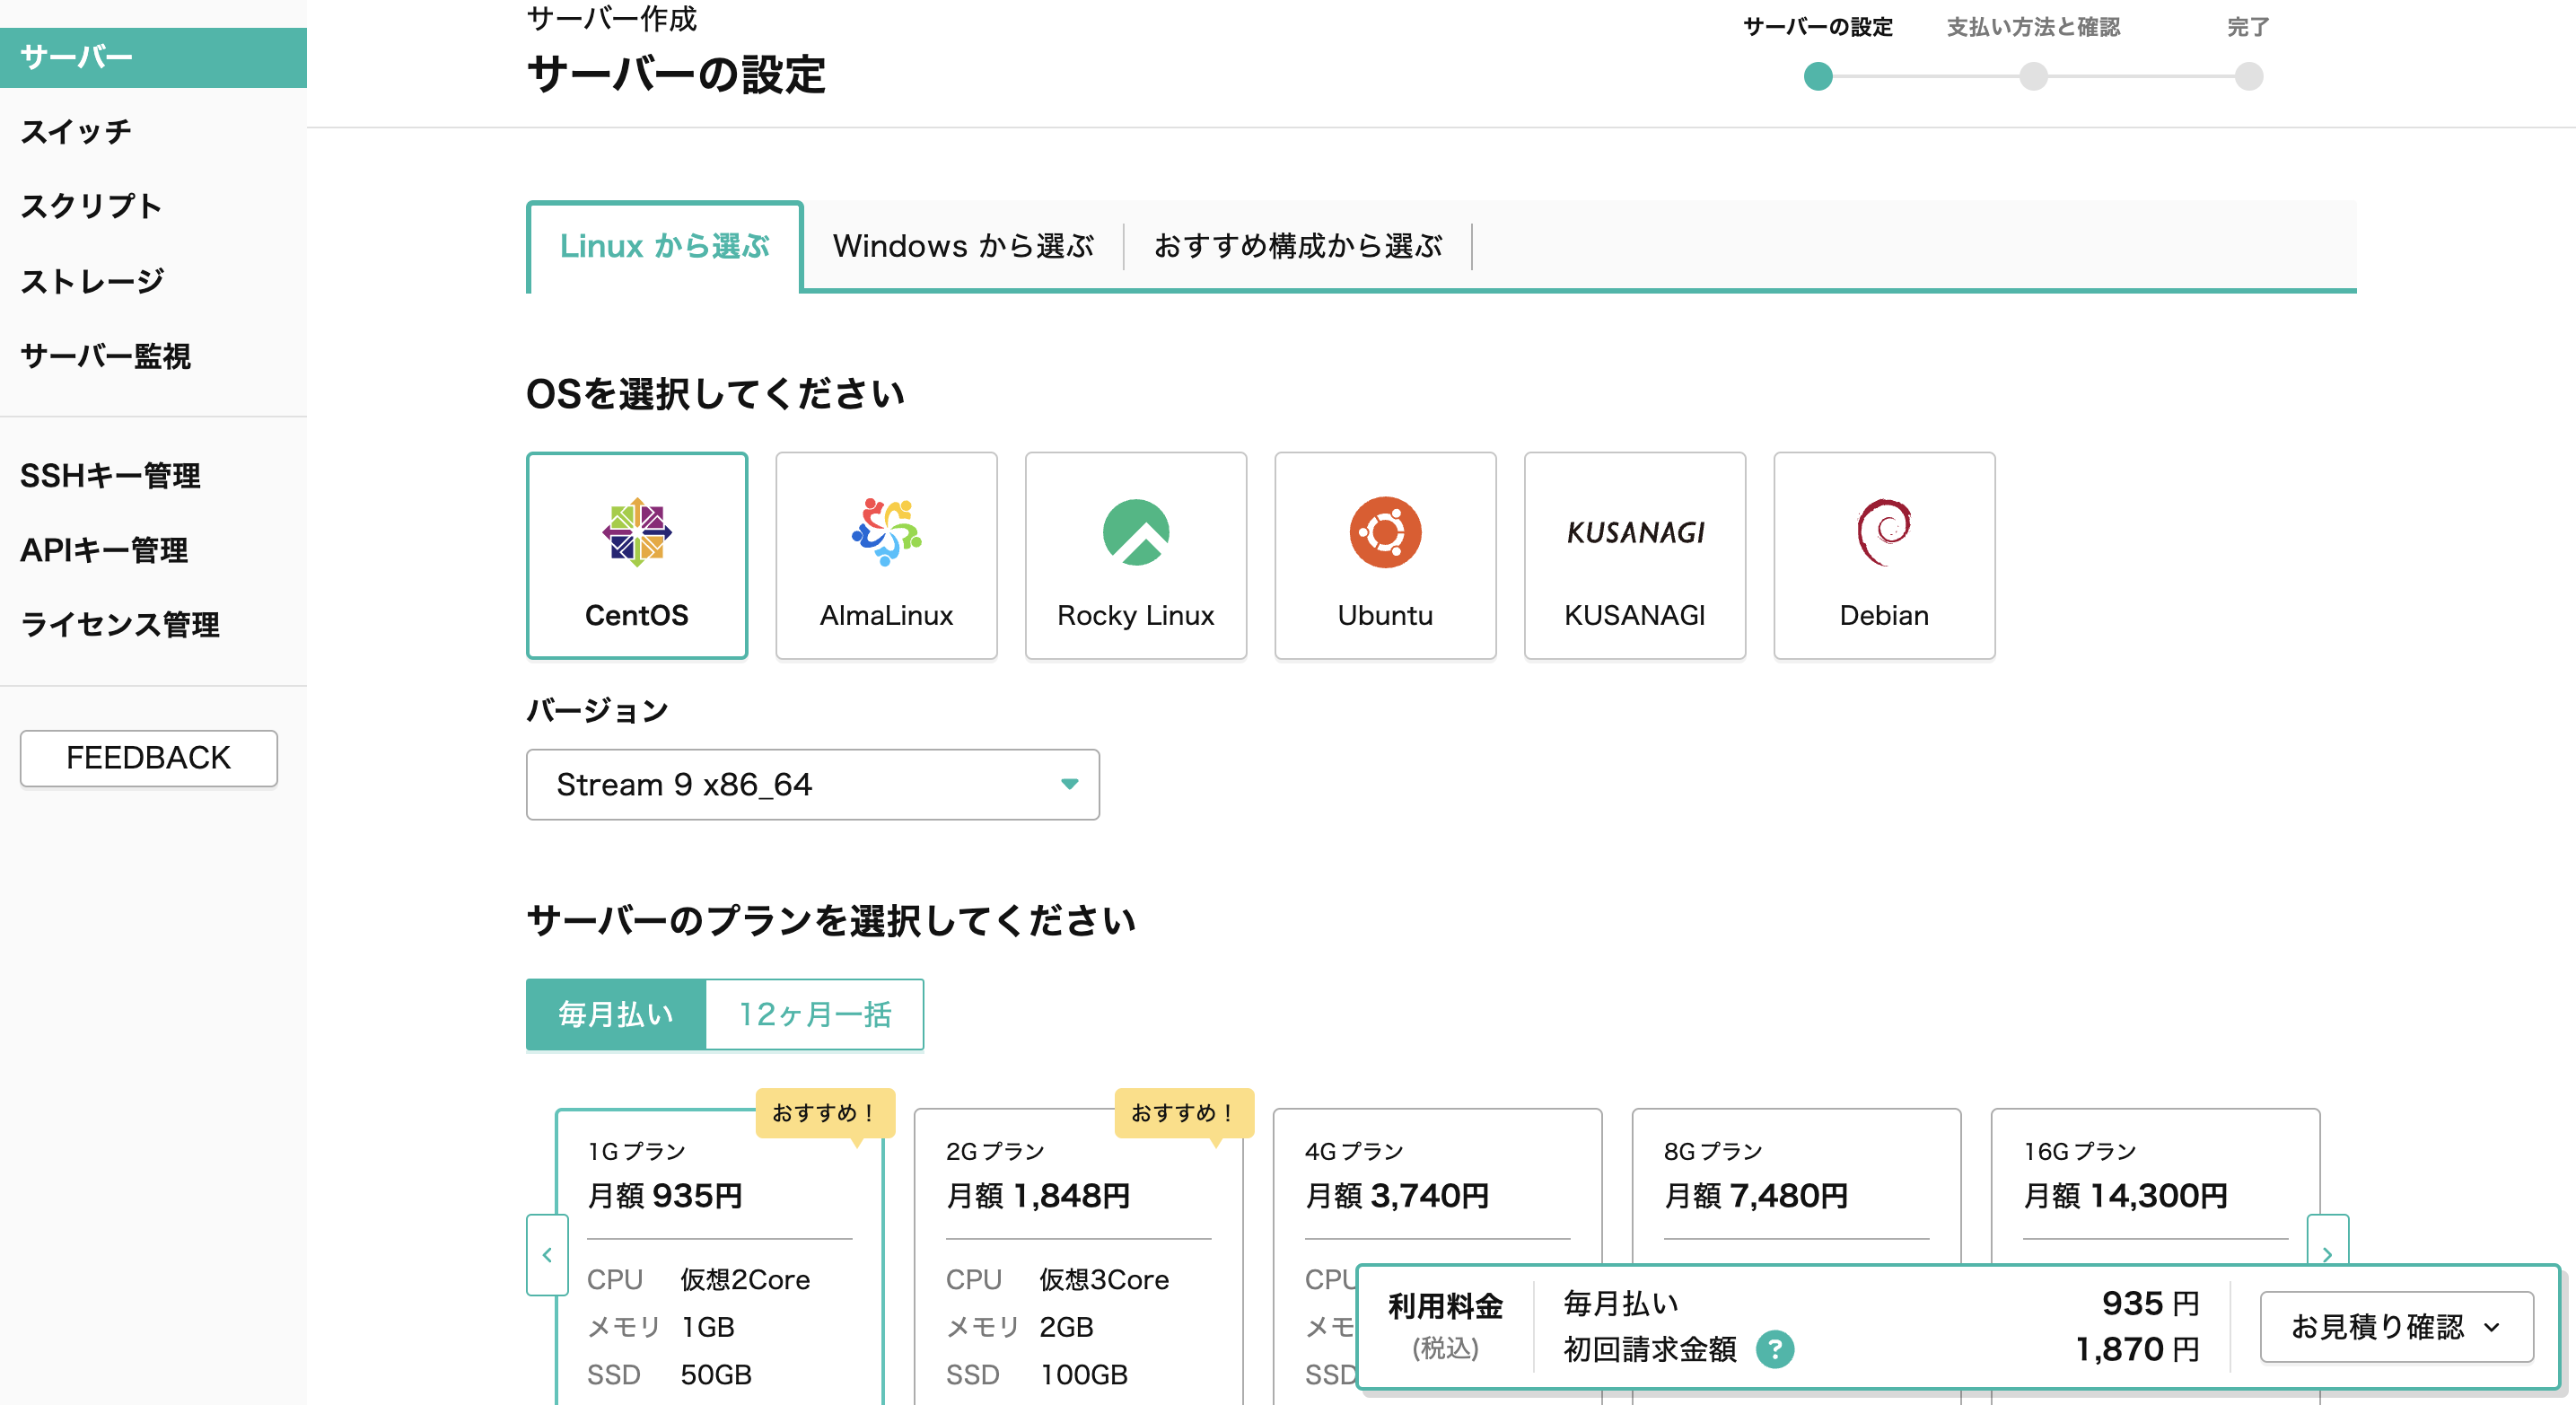 サーバー
スイッチ
スクリプト
ストレージ
サーバー監視
SSHキー管理
APIキー管理
ライセンス管理
FEEDBACK
サーバー作成
サーバーの設定
サーバーの設定
支払い方法と確認
完了
Linux から選ぶ
Windows から選ぶ
おすすめ構成から選ぶ
OSを選択してください
CentOS
AlmaLinux
Rocky Linux
Ubuntu
KUSANAGI
KUSANAGI
Debian
バージョン
Stream 9 x86_64
サーバーのプランを選択してください
毎月払い
12ヶ月一括
おすすめ！
1Gプラン
月額 935円
CPU 仮想2Core
メモリ 1GB
SSD 50GB
おすすめ！
2Gプラン
月額 1,848円
CPU 仮想3Core
メモリ 2GB
SSD 100GB
4Gプラン
月額 3,740円
CPU
メモ
SSD
8Gプラン
月額 7,480円
16Gプラン
月額 14,300円
利用料金
(税込)
毎月払い 935 円
初回請求金額 ? 1,870 円
お見積り確認